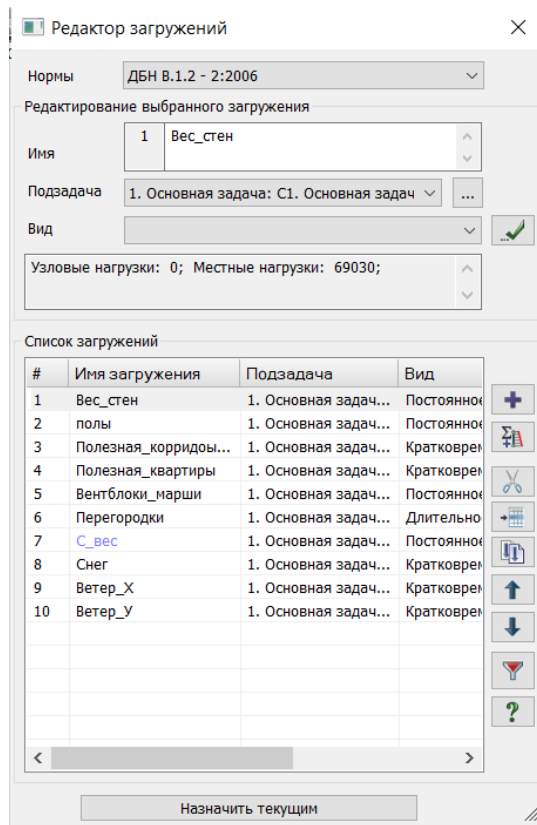 Редактор загружений
Нормы ДБН В.1.2 - 2:2006
Редактирование выбранного загружения
Имя 1 Вес_стен
Подзадача 1. Основная задача: С1. Основная задач ...
Вид
Узловые нагрузки: 0; Местные нагрузки: 69030;
Список загружений
# Имя загружения Подзадача Вид
1 Вес_стен 1. Основная задач... Постоянное
2 полы 1. Основная задач... Постоянное
3 Полезная_корридоы... 1. Основная задач... Кратковрем
4 Полезная_квартиры 1. Основная задач... Кратковрем
5 Вентблоки_марши 1. Основная задач... Постоянное
6 Перегородки 1. Основная задач... Длительно
7 С_вес 1. Основная задач... Постоянное
8 Снег 1. Основная задач... Кратковрем
9 Ветер_Х 1. Основная задач... Кратковрем
10 Ветер_У 1. Основная задач... Кратковрем
Назначить текущим